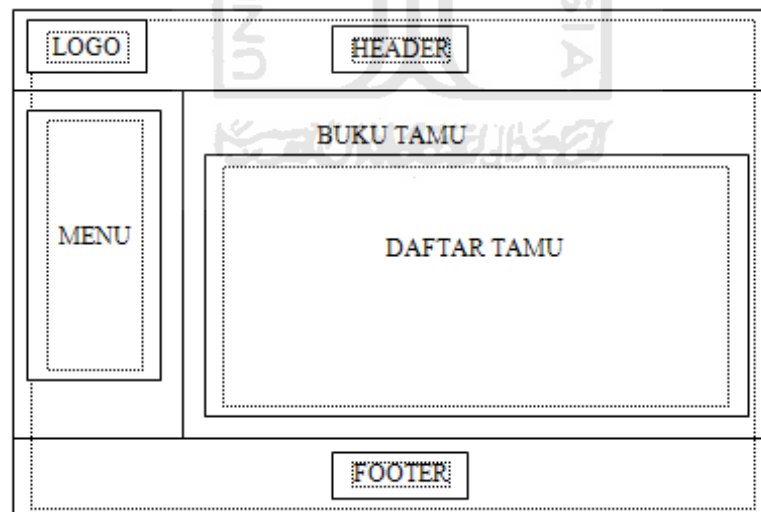 LOGO
HEADER
BUKU TAMU
MENU
DAFTAR TAMU
FOOTER